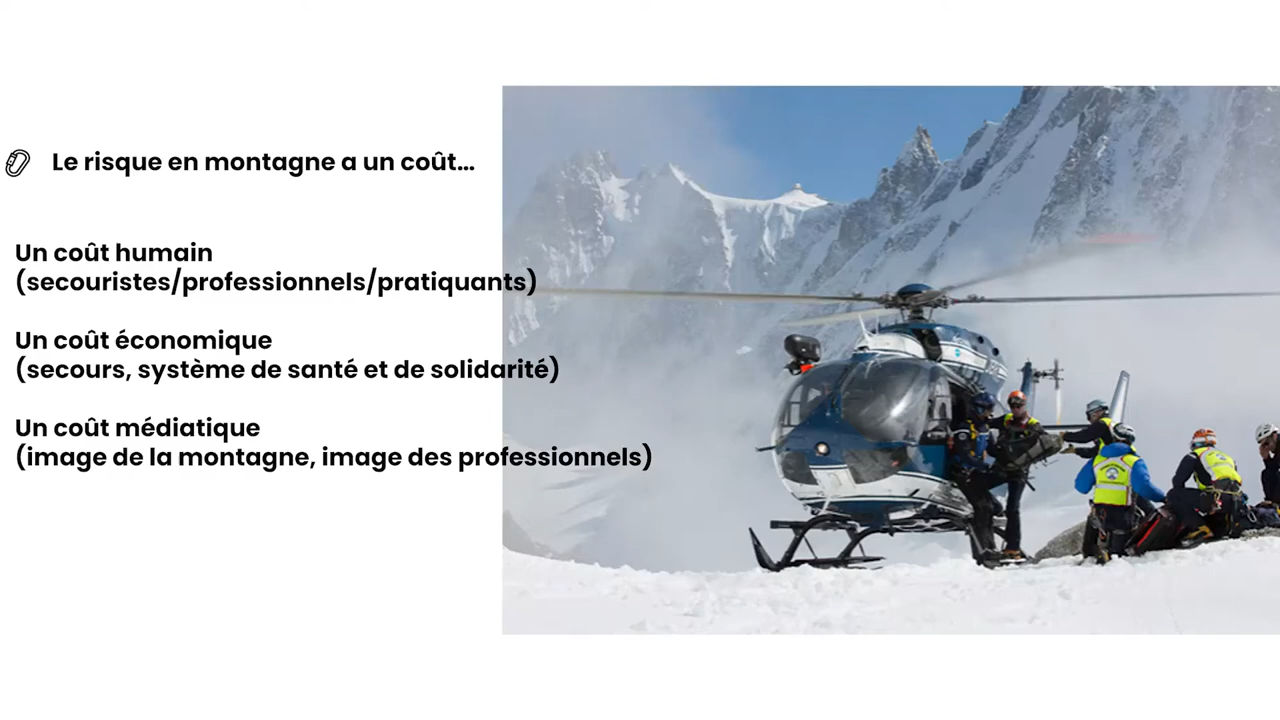 Le risque en montagne a un coût...
Un coût humain
(secouristes/professionnels/pratiquants)
Un coût économique
(secours, système de santé et de solidarité)
Un coût médiatique
(image de la montagne, image des professionnels)